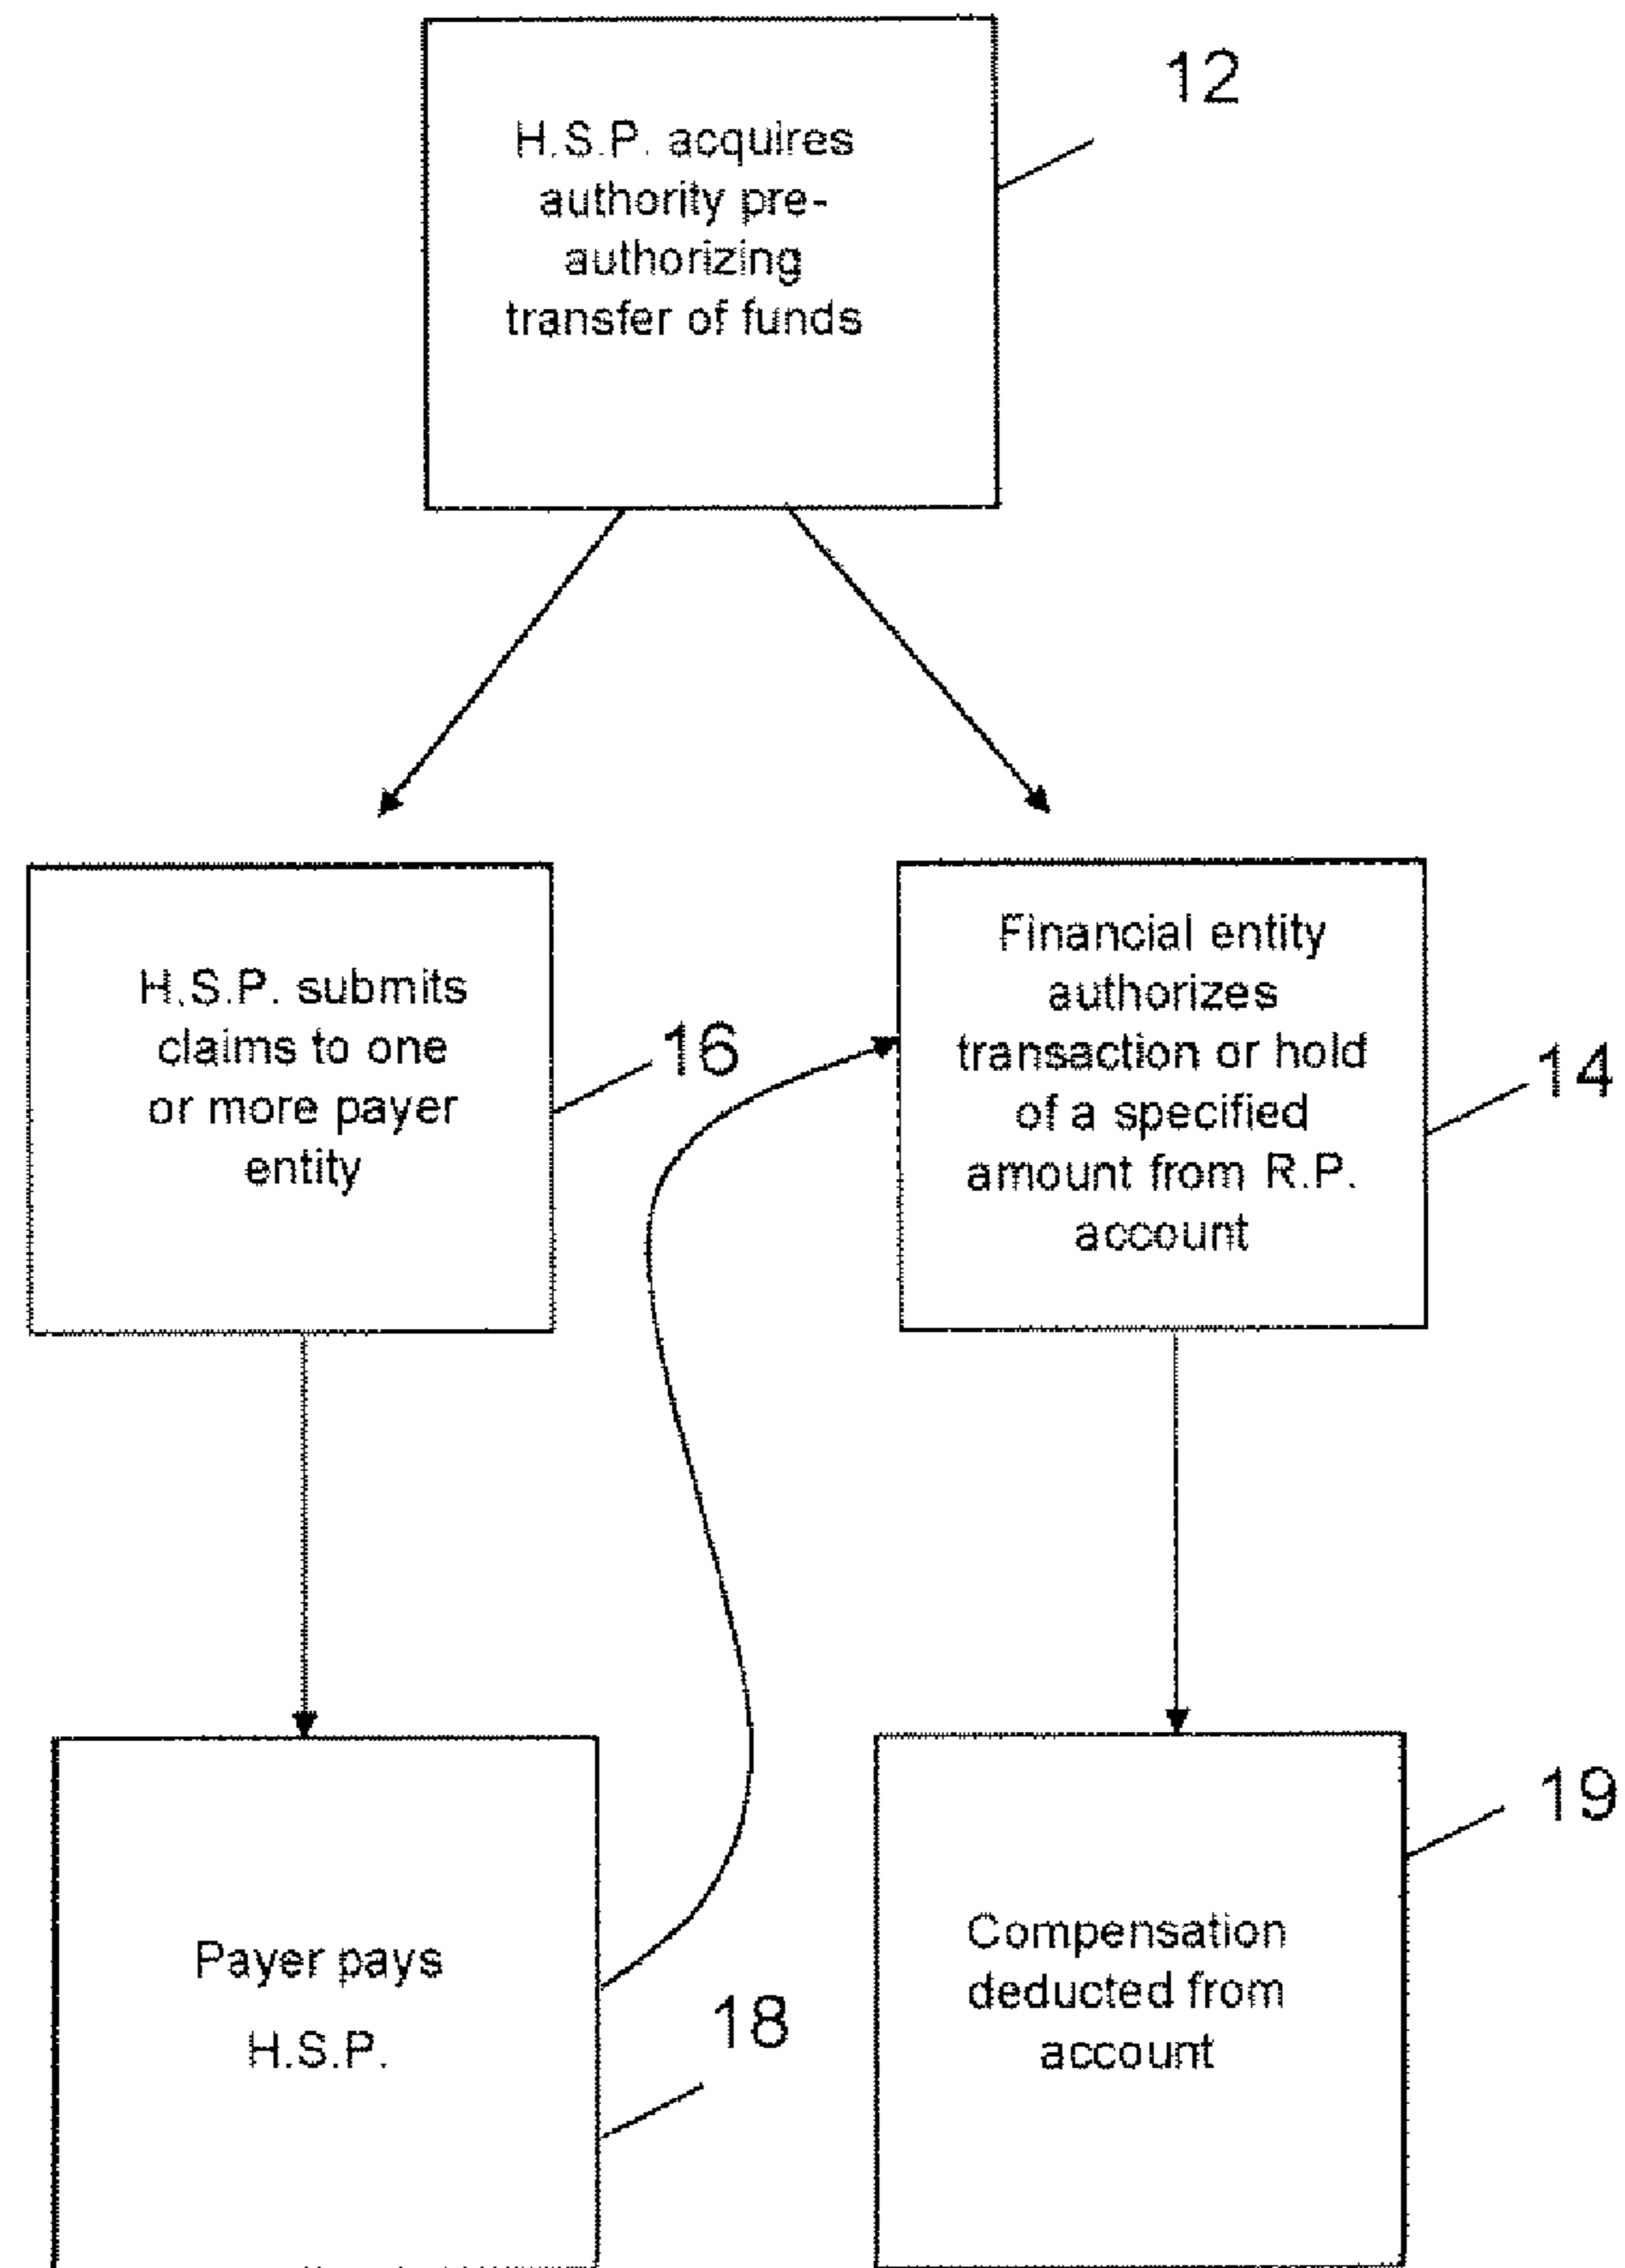 12
H.S.P. acquires
authority pre-
authorizing
transfer of funds
H.S.P. submits
claims to one
or more payer
entity
16
Financial entity
authorizes
transaction or hold
of a specified
amount from R.P.
account
14
Payer pays
H.S.P.
18
Compensation
deducted from
account
19